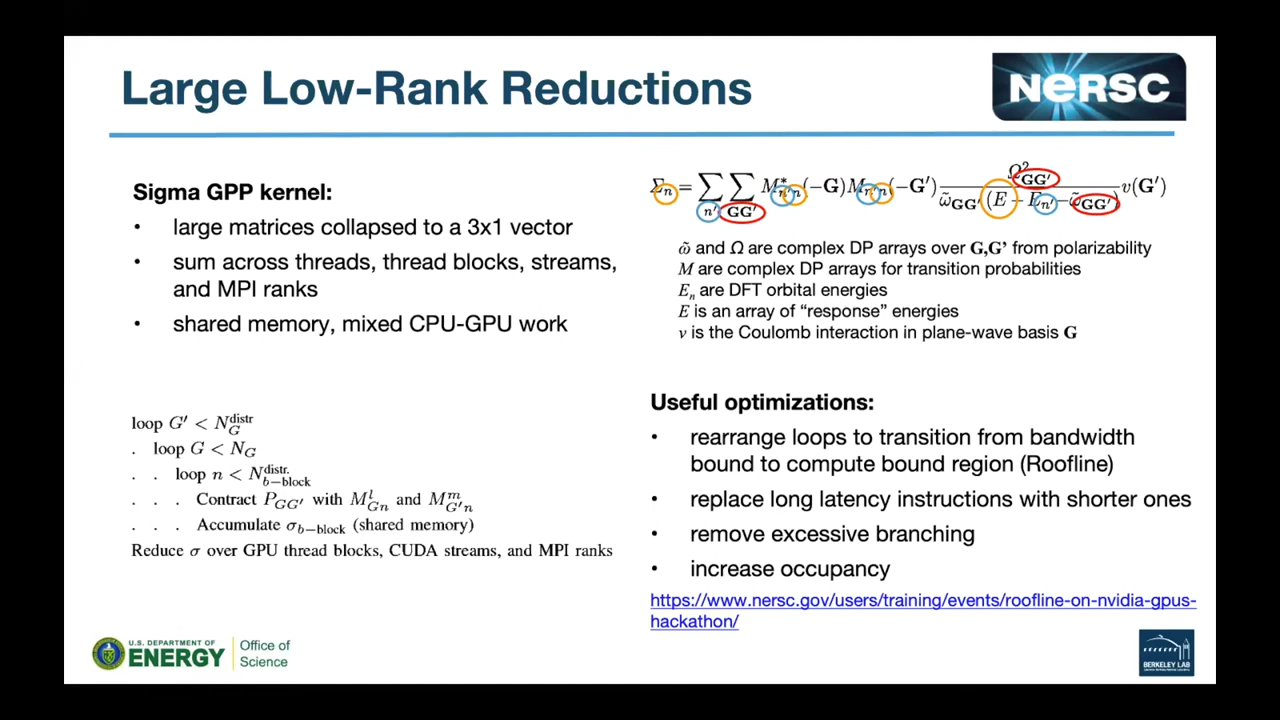 Large Low-Rank Reductions
NERSC
Sigma GPP kernel:
• large matrices collapsed to a 3x1 vector
• sum across threads, thread blocks, streams,
and MPI ranks
• shared memory, mixed CPU-GPU work
loop G′ < N_G^distr
. loop G < N_G
. . loop n < N_b−block^distr.
. . . Contract P_GG′ with M_Gn^l and M_G′n^m
. . . Accumulate σ_b−block (shared memory)
Reduce σ over GPU thread blocks, CUDA streams, and MPI ranks
Σ_n = ∑_n′ ∑_GG′ M*_n′n(−G) M_n′n(−G′) Ω²_GG′ / ω̃_GG′ (E − E_n′ − ω̃_GG′) v(G′)
ω̃ and Ω are complex DP arrays over G,G’ from polarizability
M are complex DP arrays for transition probabilities
E_n are DFT orbital energies
E is an array of “response” energies
v is the Coulomb interaction in plane-wave basis G
Useful optimizations:
• rearrange loops to transition from bandwidth
bound to compute bound region (Roofline)
• replace long latency instructions with shorter ones
• remove excessive branching
• increase occupancy
https://www.nersc.gov/users/training/events/roofline-on-nvidia-gpus-
hackathon/
U.S. DEPARTMENT OF
ENERGY
Office of
Science
BERKELEY LAB